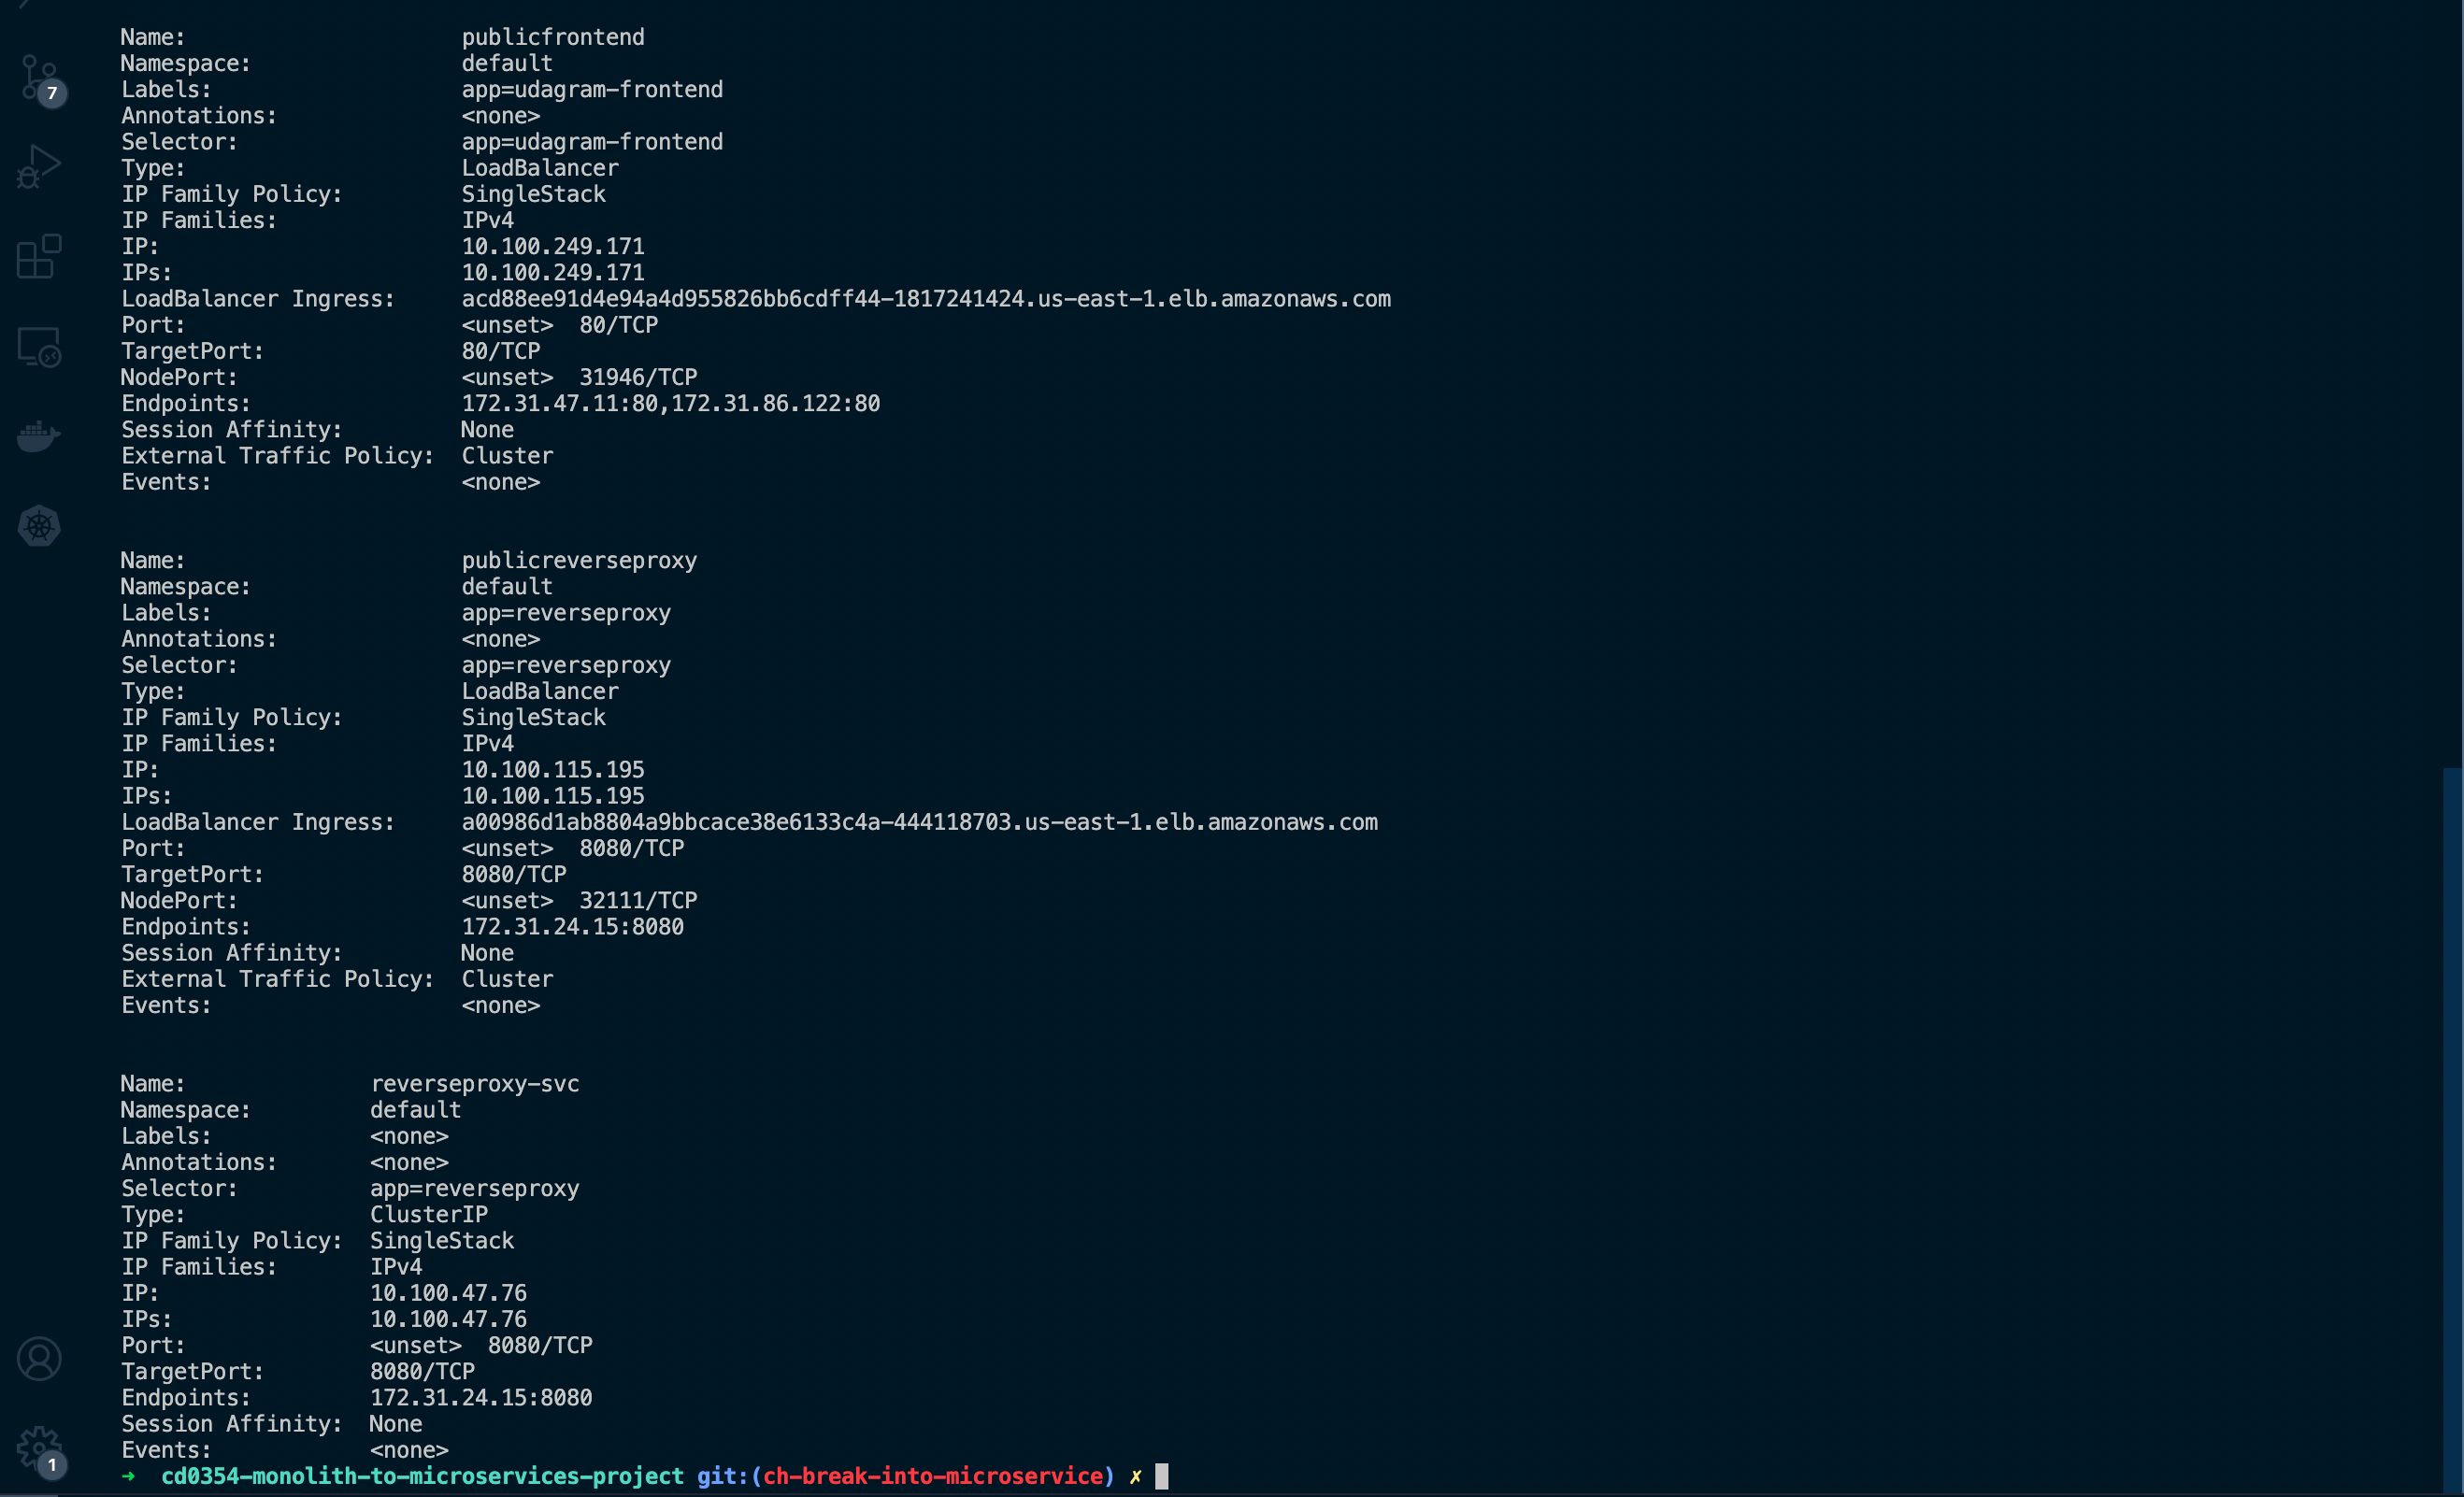 Name:                     publicfrontend
Namespace:                default
Labels:                   app=udagram-frontend
Annotations:              <none>
Selector:                 app=udagram-frontend
Type:                     LoadBalancer
IP Family Policy:         SingleStack
IP Families:              IPv4
IP:                       10.100.249.171
IPs:                      10.100.249.171
LoadBalancer Ingress:     acd88ee91d4e94a4d955826bb6cdff44-1817241424.us-east-1.elb.amazonaws.com
Port:                     <unset>  80/TCP
TargetPort:               80/TCP
NodePort:                 <unset>  31946/TCP
Endpoints:                172.31.47.11:80,172.31.86.122:80
Session Affinity:         None
External Traffic Policy:  Cluster
Events:                   <none>
Name:                     publicreverseproxy
Namespace:                default
Labels:                   app=reverseproxy
Annotations:              <none>
Selector:                 app=reverseproxy
Type:                     LoadBalancer
IP Family Policy:         SingleStack
IP Families:              IPv4
IP:                       10.100.115.195
IPs:                      10.100.115.195
LoadBalancer Ingress:     a00986d1ab8804a9bbcace38e6133c4a-444118703.us-east-1.elb.amazonaws.com
Port:                     <unset>  8080/TCP
TargetPort:               8080/TCP
NodePort:                 <unset>  32111/TCP
Endpoints:                172.31.24.15:8080
Session Affinity:         None
External Traffic Policy:  Cluster
Events:                   <none>
Name:              reverseproxy-svc
Namespace:         default
Labels:            <none>
Annotations:       <none>
Selector:          app=reverseproxy
Type:              ClusterIP
IP Family Policy:  SingleStack
IP Families:       IPv4
IP:                10.100.47.76
IPs:               10.100.47.76
Port:              <unset>  8080/TCP
TargetPort:        8080/TCP
Endpoints:         172.31.24.15:8080
Session Affinity:  None
Events:            <none>
➜  cd0354-monolith-to-microservices-project git:(ch-break-into-microservice) ✗
7
1